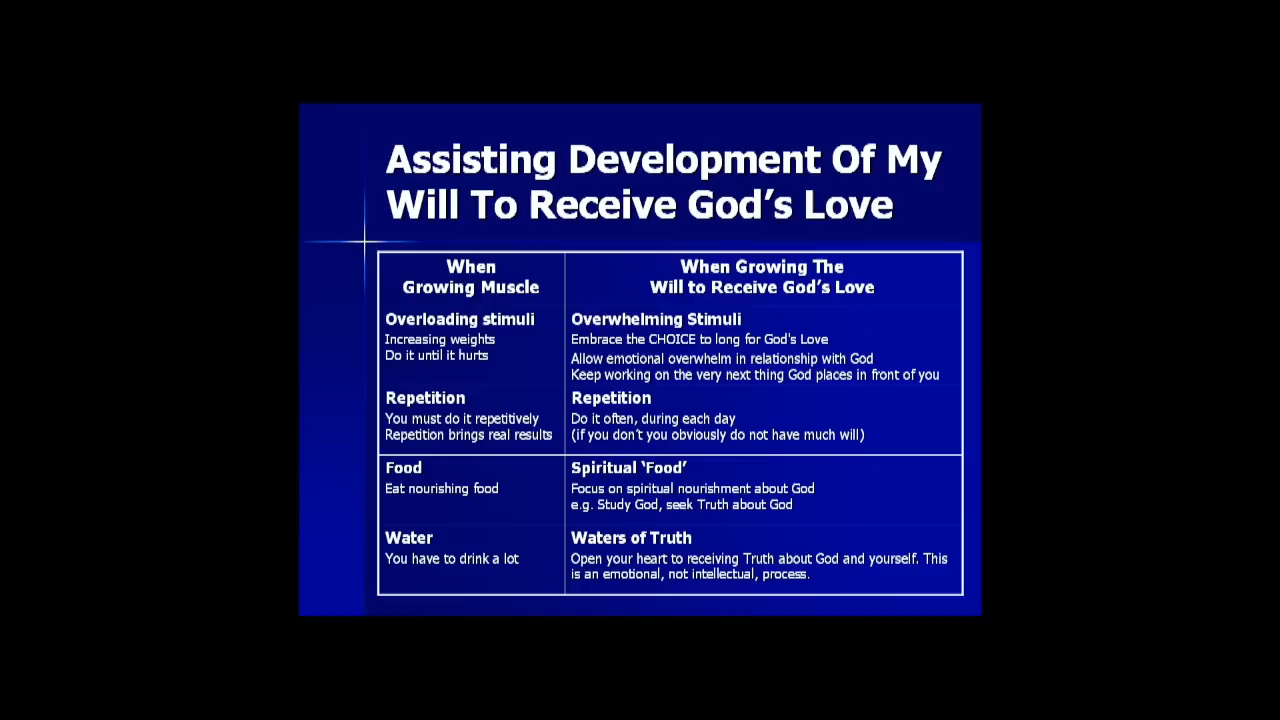 Assisting Development Of My
Will To Receive God's Love
When
Growing Muscle
When Growing The
Will to Receive God's Love
Overloading stimuli
Increasing weights
Do it until it hurts
Overwhelming Stimuli
Embrace the CHOICE to long for God's Love
Allow emotional overwhelm in relationship with God
Keep working on the very next thing God places in front of you
Repetition
You must do it repetitively
Repetition brings real results
Repetition
Do it often, during each day
(if you don't you obviously do not have much will)
Food
Eat nourishing food
Spiritual 'Food'
Focus on spiritual nourishment about God
e.g. Study God, seek Truth about God
Water
You have to drink a lot
Waters of Truth
Open your heart to receiving Truth about God and yourself. This
is an emotional, not intellectual, process.